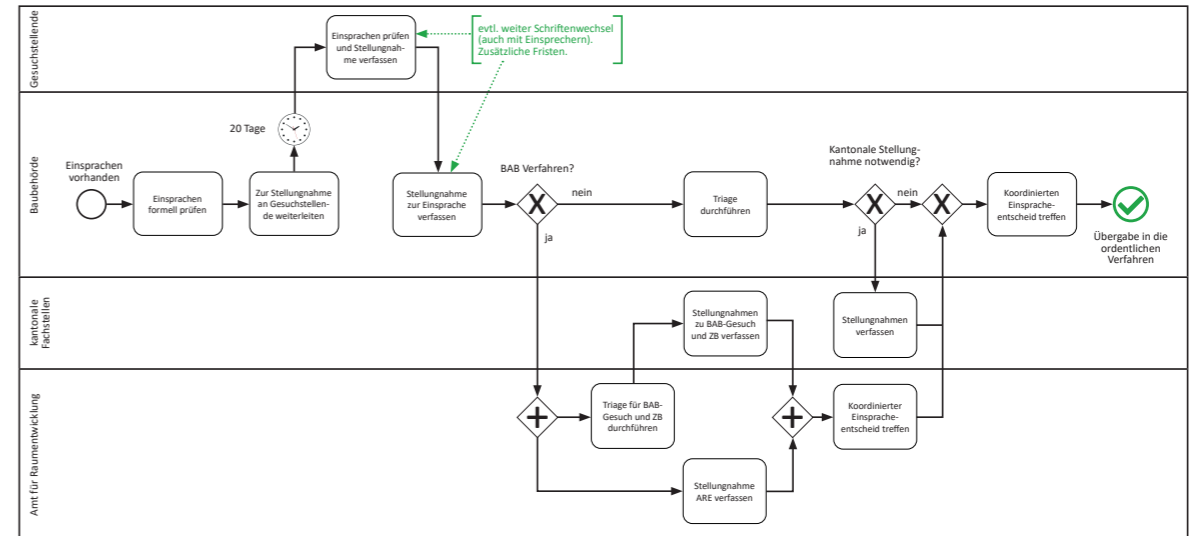 Gesuchstellende
Einsprachen prüfen
und Stellungnah-
me verfassen
evtl. weiter Schriftenwechsel
(auch mit Einsprechern).
Zusätzliche Fristen.
Baubehörde
20 Tage
Einsprachen
vorhanden
Einsprachen
formell prüfen
Zur Stellungnahme
an Gesuchstellen-
de weiterleiten
Stellungnahme
zur Einsprache
verfassen
BAB Verfahren?
nein
ja
Triage
durchführen
Kantonale Stellung-
nahme notwendig?
nein
ja
Koordinierten
Einsprache-
entscheid treffen
Übergabe in die
ordentlichen
Verfahren
kantonale
Fachstellen
Stellungnahmen
zu BAB-Gesuch
und ZB verfassen
Stellungnahmen
verfassen
Amt für Raumentwicklung
Triage für BAB-
Gesuch und ZB
durchführen
Koordinierter
Einsprache-
entscheid treffen
Stellungnahme
ARE verfassen